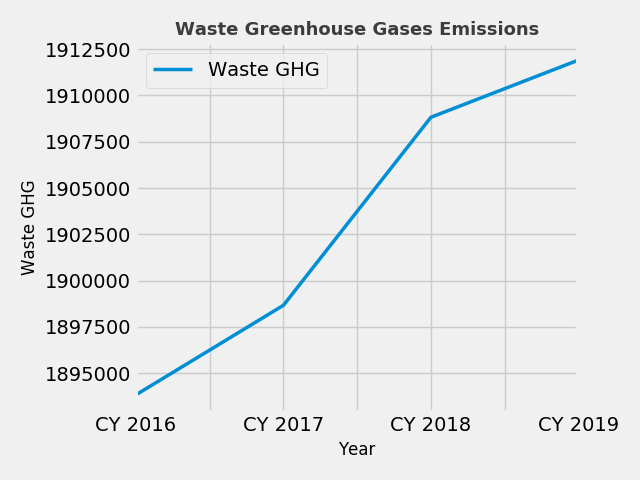 Waste Greenhouse Gases Emissions
Waste GHG
1912500
1910000
1907500
1905000
1902500
1900000
1897500
1895000
Waste GHG
CY 2016
CY 2017
CY 2018
CY 2019
Year